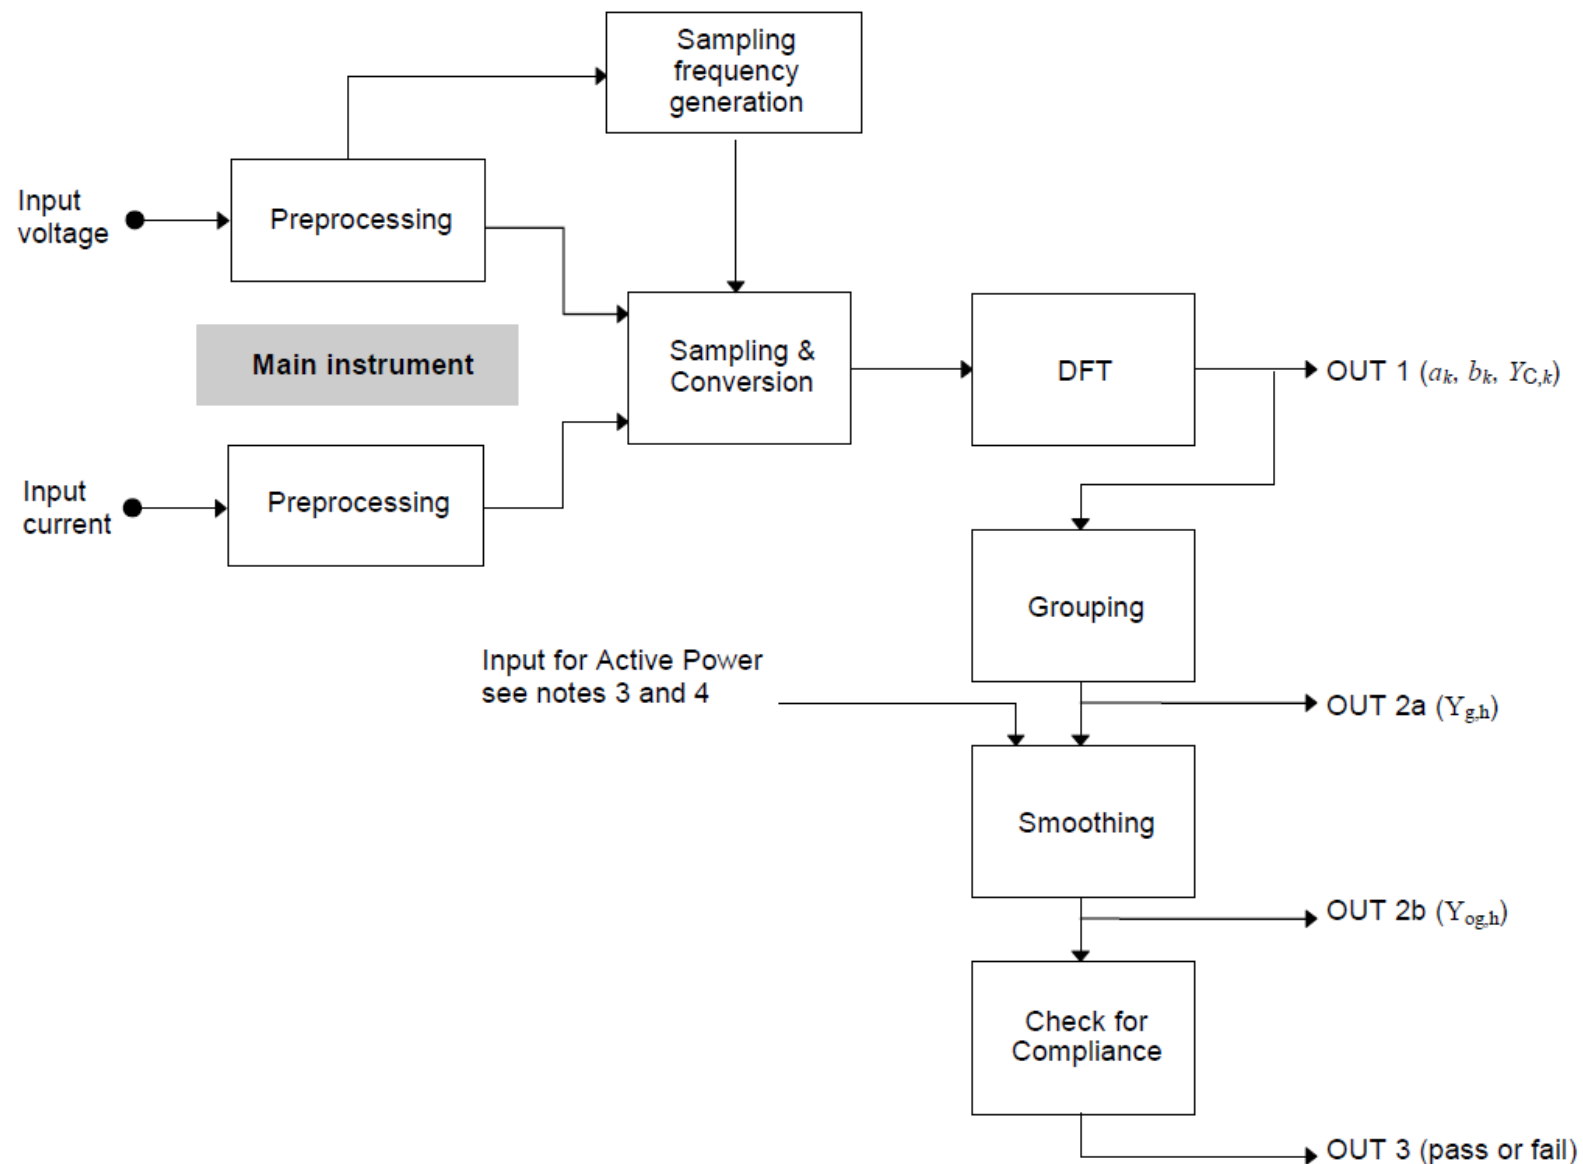 Sampling
frequency
generation
Input
voltage
Preprocessing
Main instrument
Sampling &
Conversion
DFT
OUT 1 (ak, bk, YC,k)
Input
current
Preprocessing
Grouping
Input for Active Power
see notes 3 and 4
OUT 2a (Yg,h)
Smoothing
OUT 2b (Yog,h)
Check for
Compliance
OUT 3 (pass or fail)